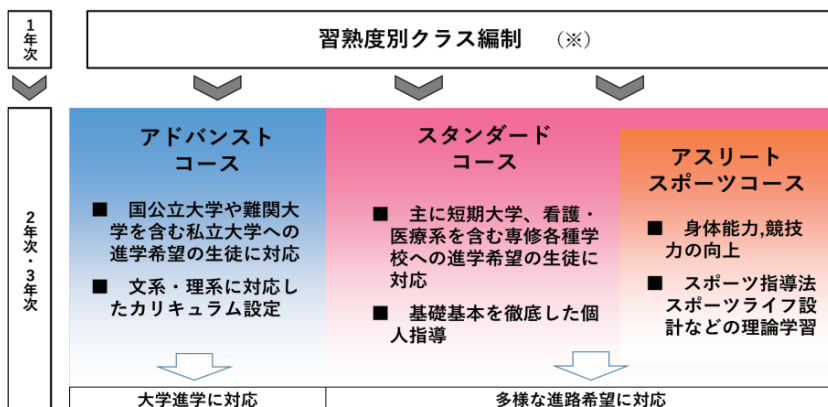 1年次
習熟度別クラス編制 (※)
2年次・3年次
アドバンスト
コース
■ 国公立大学や難関大
学を含む私立大学への
進学希望の生徒に対応
■ 文系・理系に対応し
たカリキュラム設定
スタンダード
コース
■ 主に短期大学、看護・
医療系を含む専修各種学
校への進学希望の生徒に
対応
■ 基礎基本を徹底した個
人指導
アスリート
スポーツコース
■ 身体能力,競技
力の向上
■ スポーツ指導法
スポーツライフ設
計などの理論学習
大学進学に対応
多様な進路希望に対応